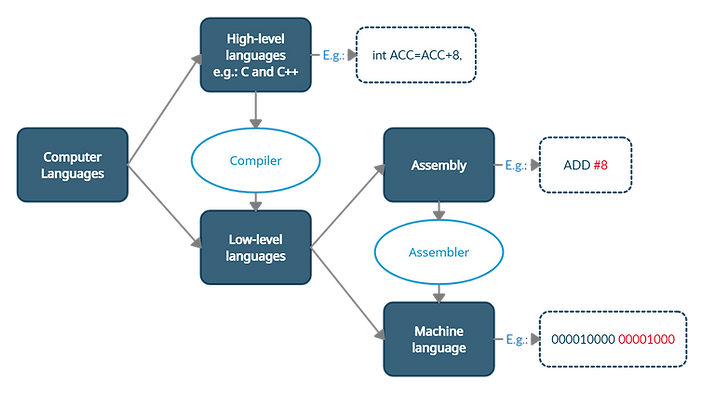 High-level
languages
e.g.: C and C++
E.g.:
int ACC=ACC+8,
Computer
Languages
Compiler
Assembly
E.g.:
ADD #8
Low-level
languages
Assembler
Machine
language
E.g.:
000010000 00001000